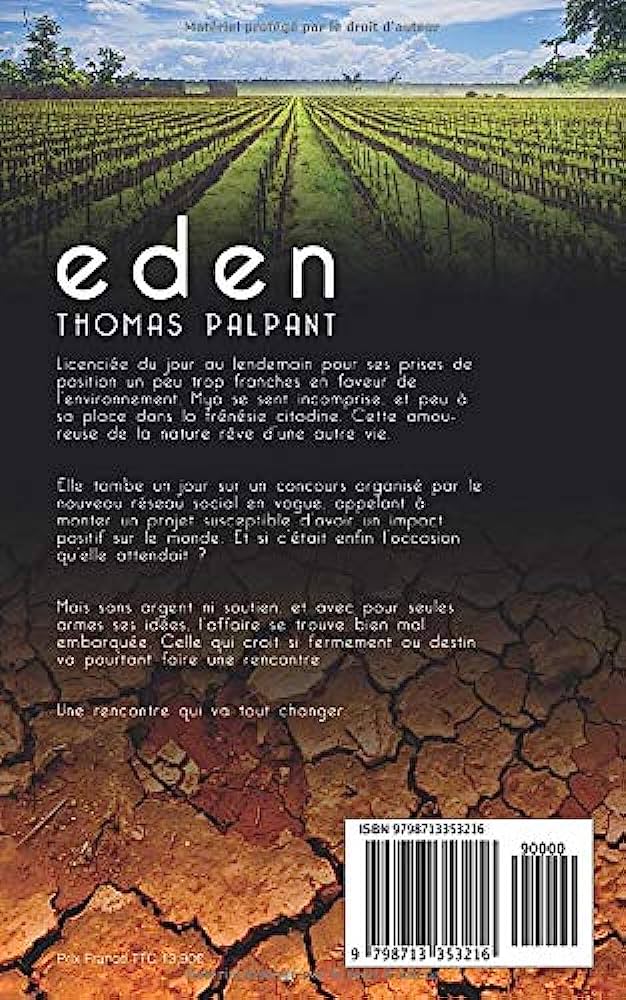 Matériel protégé par le droit d'auteur
eden
THOMAS PALPANT
Licenciée du jour au lendemain pour ses prises de
position un peu trop franches en faveur de
l'environnement, Mya se sent incomprise, et peu à
sa place dans la frénésie citadine. Cette amou-
reuse de la nature rêve d'une autre vie.
Elle tombe un jour sur un concours organisé par le
nouveau réseau social en vogue, appelant à
monter un projet susceptible d'avoir un impact
positif sur le monde. Et si c'était enfin l'occasion
qu'elle attendait ?
Mais sans argent ni soutien, et avec pour seules
armes ses idées, l'affaire se trouve bien mal
embarquée. Celle qui croit si fermement au destin
va pourtant faire une rencontre.
Une rencontre qui va tout changer.
ISBN 9798713353216
90000
9 798713 353216
Prix France TTC 13,90€